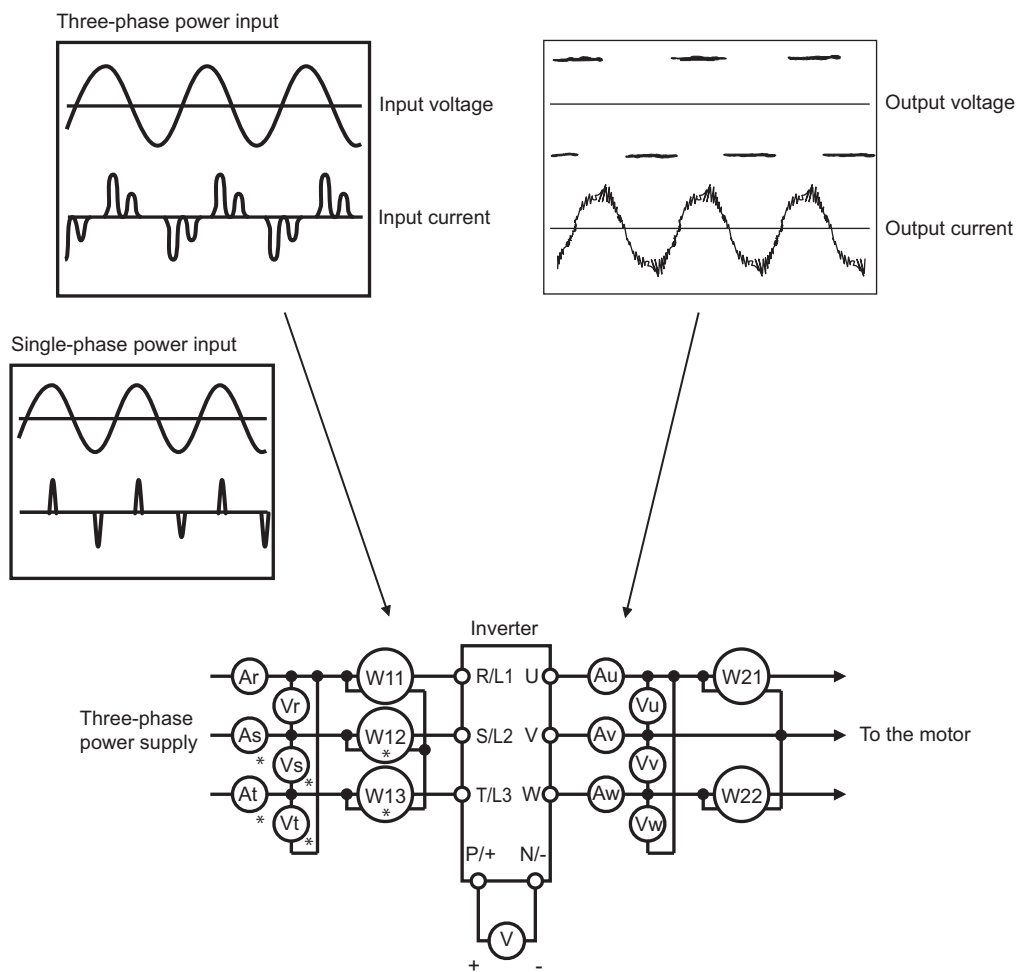 Three-phase power input
Input voltage
Output voltage
Input current
Output current
Single-phase power input
Inverter
Ar
W11
R/L1
U
Au
W21
Vr
Vu
Three-phase
power supply
As
*
W12
*
S/L2
V
Av
To the motor
Vs
*
Vv
At
*
W13
*
T/L3
W
Aw
W22
Vt
*
Vw
P/+
N/-
V
+
-